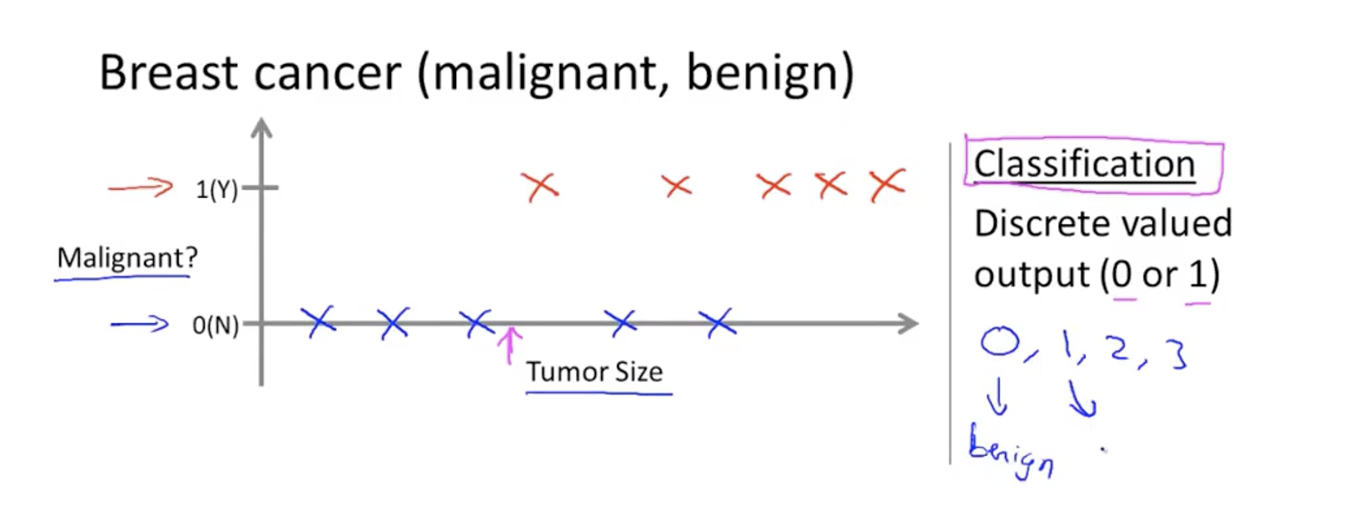 Breast cancer (malignant, benign)
1(Y)
Malignant?
0(N)
Tumor Size
Classification
Discrete valued
output (0 or 1)
0, 1, 2, 3
benign